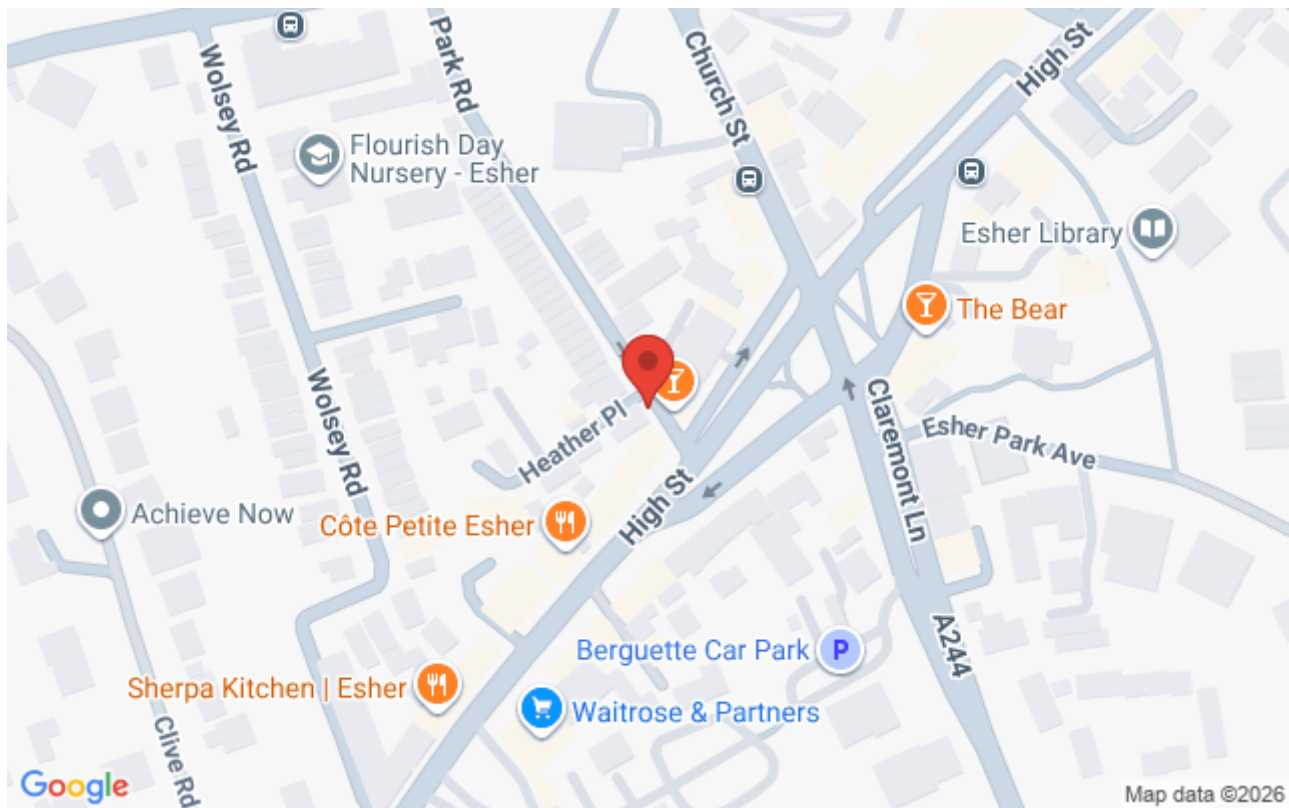 Wolsey Rd
Park Rd
Church St
High St
Flourish Day
Nursery - Esher
Esher Library
The Bear
Wolsey Rd
Heather Pl
Claremont Ln
Esher Park Ave
Achieve Now
Côte Petite Esher
High St
A244
Berguette Car Park
P
Sherpa Kitchen | Esher
Waitrose & Partners
Clive Rd
Google
Map data ©2026